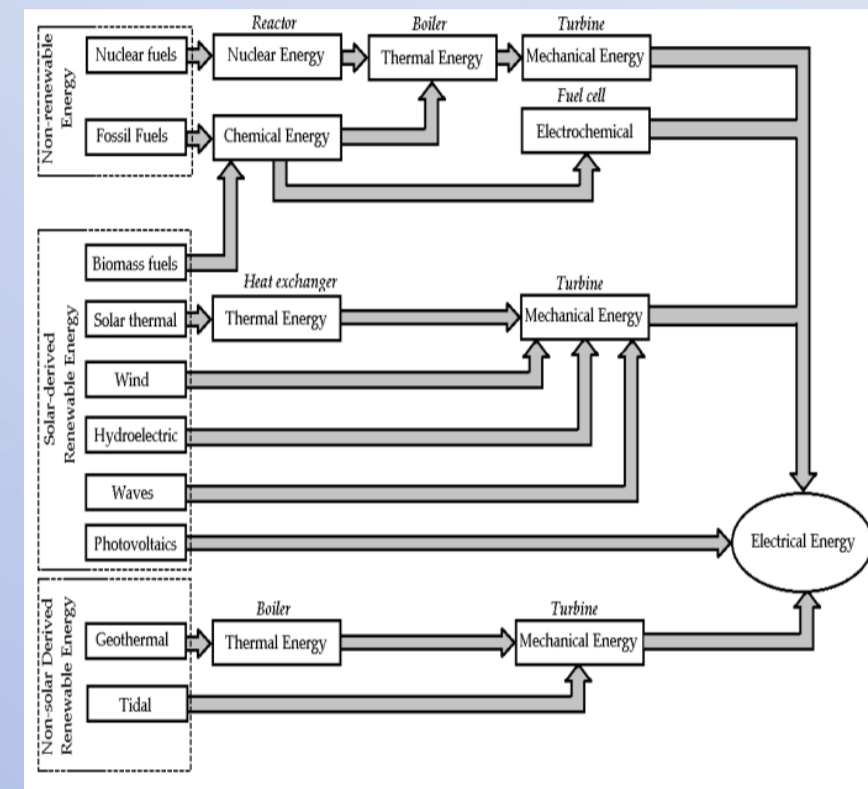 Reactor
Boiler
Turbine
Non-renewable
Energy
Nuclear fuels
Nuclear Energy
Thermal Energy
Mechanical Energy
Fuel cell
Fossil Fuels
Chemical Energy
Electrochemical
Solar-derived
Renewable Energy
Biomass fuels
Heat exchanger
Turbine
Solar thermal
Thermal Energy
Mechanical Energy
Wind
Hydroelectric
Waves
Photovoltaics
Electrical Energy
Non-solar Derived
Renewable Energy
Boiler
Turbine
Geothermal
Thermal Energy
Mechanical Energy
Tidal